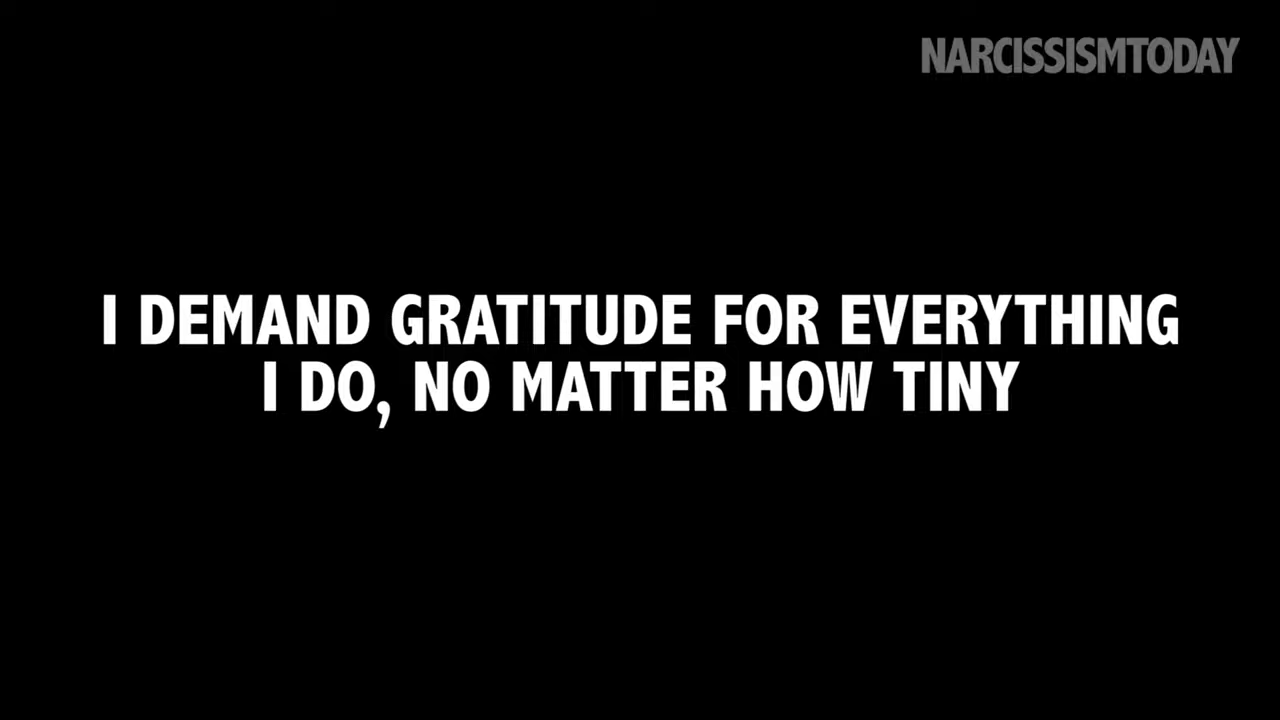 NARCISSISMTODAY
I DEMAND GRATITUDE FOR EVERYTHING
I DO, NO MATTER HOW TINY